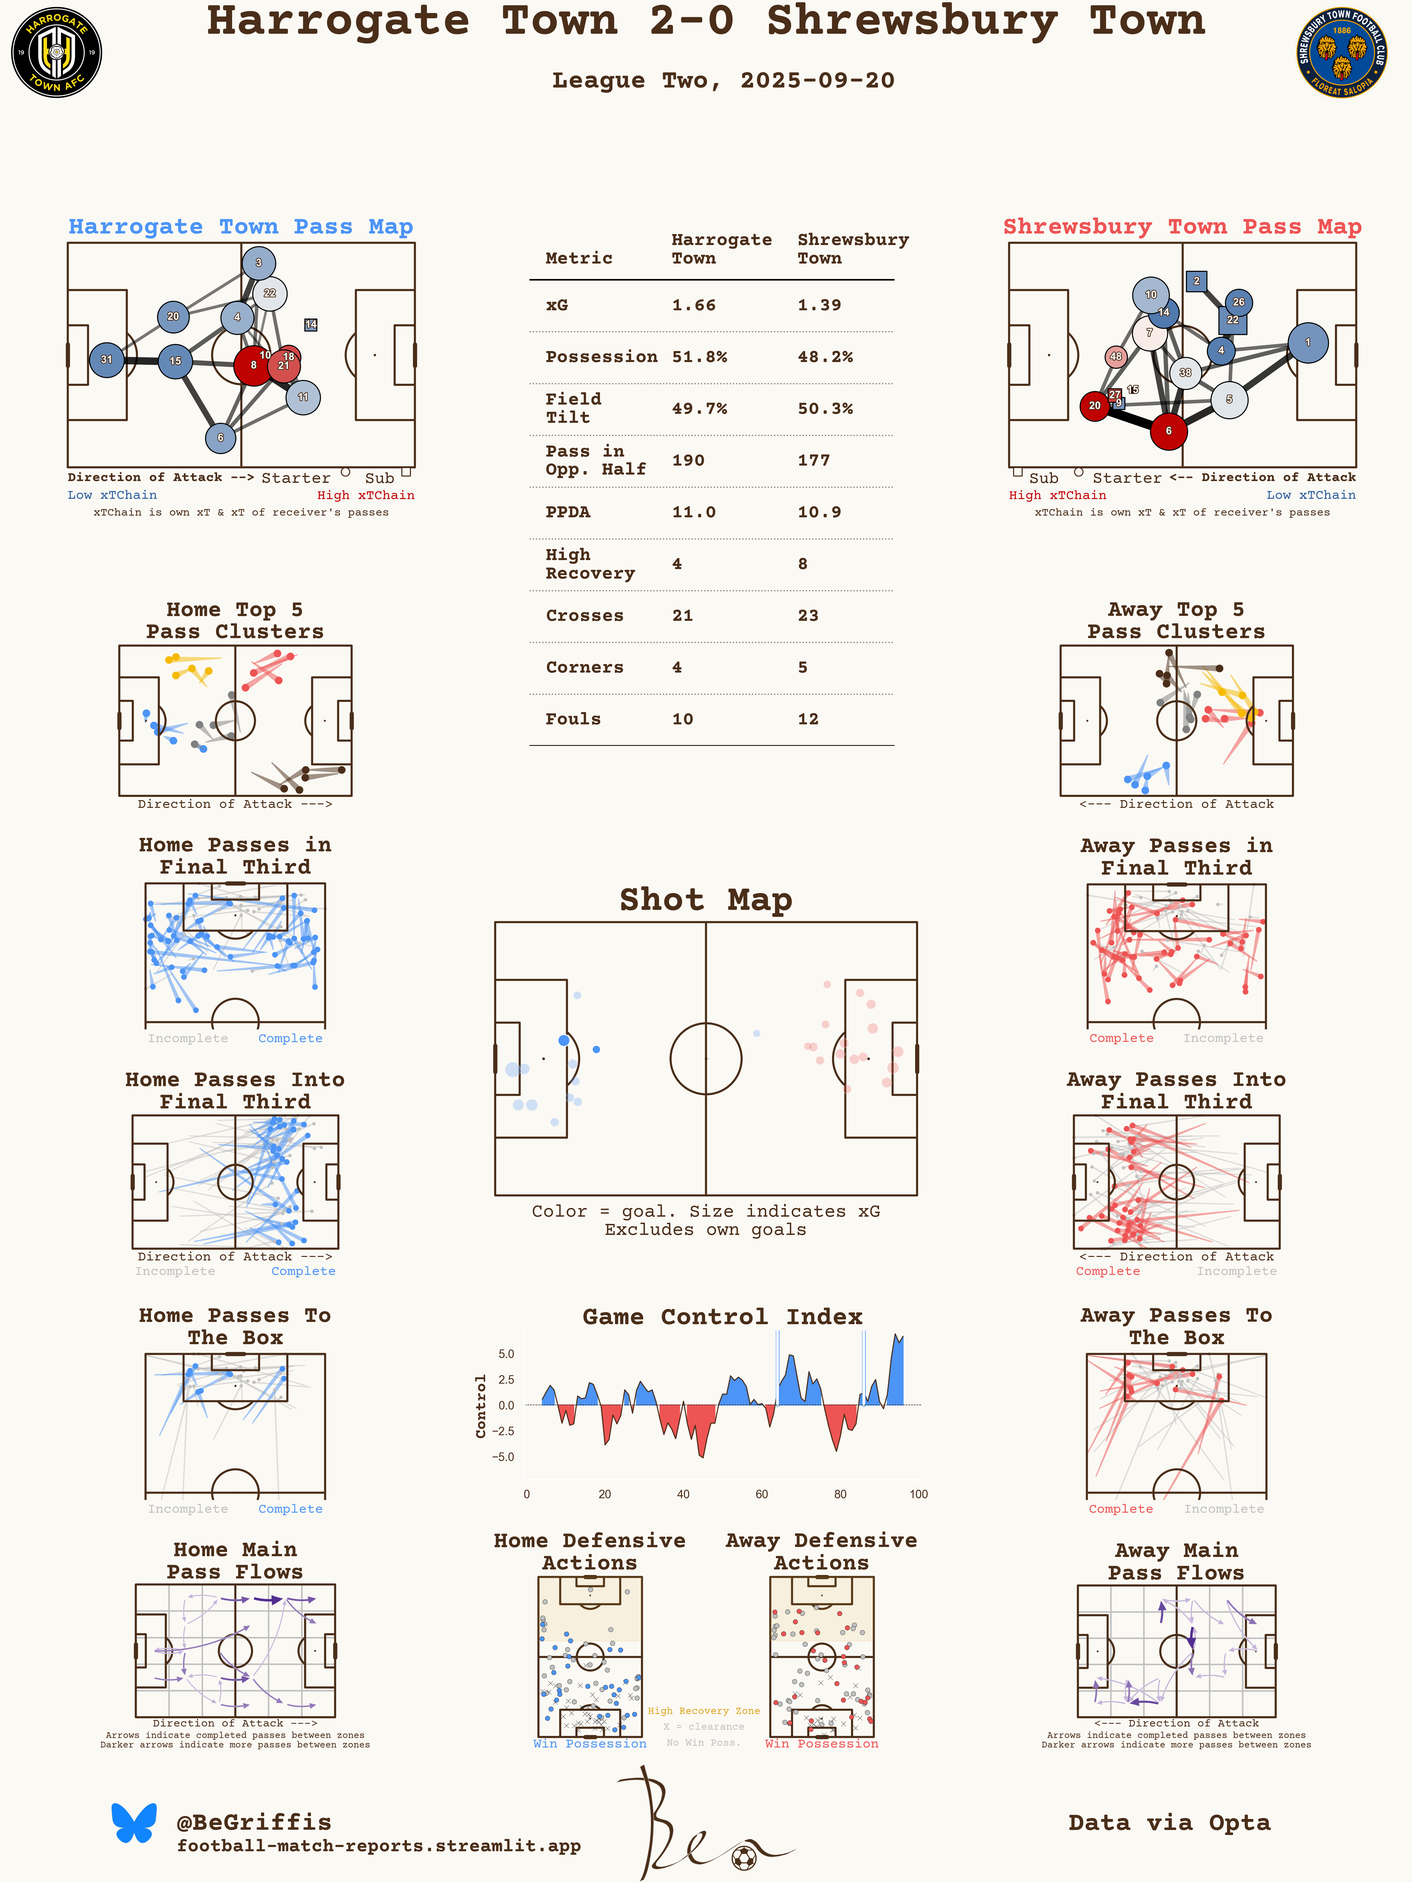 Harrogate Town 2-0 Shrewsbury Town
League Two, 2025-09-20
HARROGATE
19 19
TOWN AFC
SHREWSBURY TOWN FOOTBALL CLUB
1886
FLOREAT SALOPIA
Harrogate Town Pass Map
3
22
20
4
14
31
15
10
18
8
21
11
6
Direction of Attack --> Starter Sub
Low xTChain High xTChain
xTChain is own xT & xT of receiver's passes
Metric Harrogate Town Shrewsbury Town
xG 1.66 1.39
Possession 51.8% 48.2%
Field Tilt 49.7% 50.3%
Pass in Opp. Half 190 177
PPDA 11.0 10.9
High Recovery 4 8
Crosses 21 23
Corners 4 5
Fouls 10 12
Shrewsbury Town Pass Map
2
10
26
14
22
7
1
4
48
38
15
27
9
20
5
6
Sub Starter <-- Direction of Attack
High xTChain Low xTChain
xTChain is own xT & xT of receiver's passes
Home Top 5
Pass Clusters
Direction of Attack --->
Away Top 5
Pass Clusters
<--- Direction of Attack
Home Passes in
Final Third
Incomplete Complete
Away Passes in
Final Third
Complete Incomplete
Shot Map
Color = goal. Size indicates xG
Excludes own goals
Home Passes Into
Final Third
Direction of Attack --->
Incomplete Complete
Away Passes Into
Final Third
<--- Direction of Attack
Complete Incomplete
Home Passes To
The Box
Incomplete Complete
Game Control Index
Control
5.0
2.5
0.0
−2.5
−5.0
0 20 40 60 80 100
Away Passes To
The Box
Complete Incomplete
Home Main
Pass Flows
Direction of Attack --->
Arrows indicate completed passes between zones
Darker arrows indicate more passes between zones
Home Defensive
Actions
Win Possession
High Recovery Zone
X = clearance
No Win Poss.
Away Defensive
Actions
Win Possession
Away Main
Pass Flows
<--- Direction of Attack
Arrows indicate completed passes between zones
Darker arrows indicate more passes between zones
@BeGriffis
football-match-reports.streamlit.app
Ben
Data via Opta